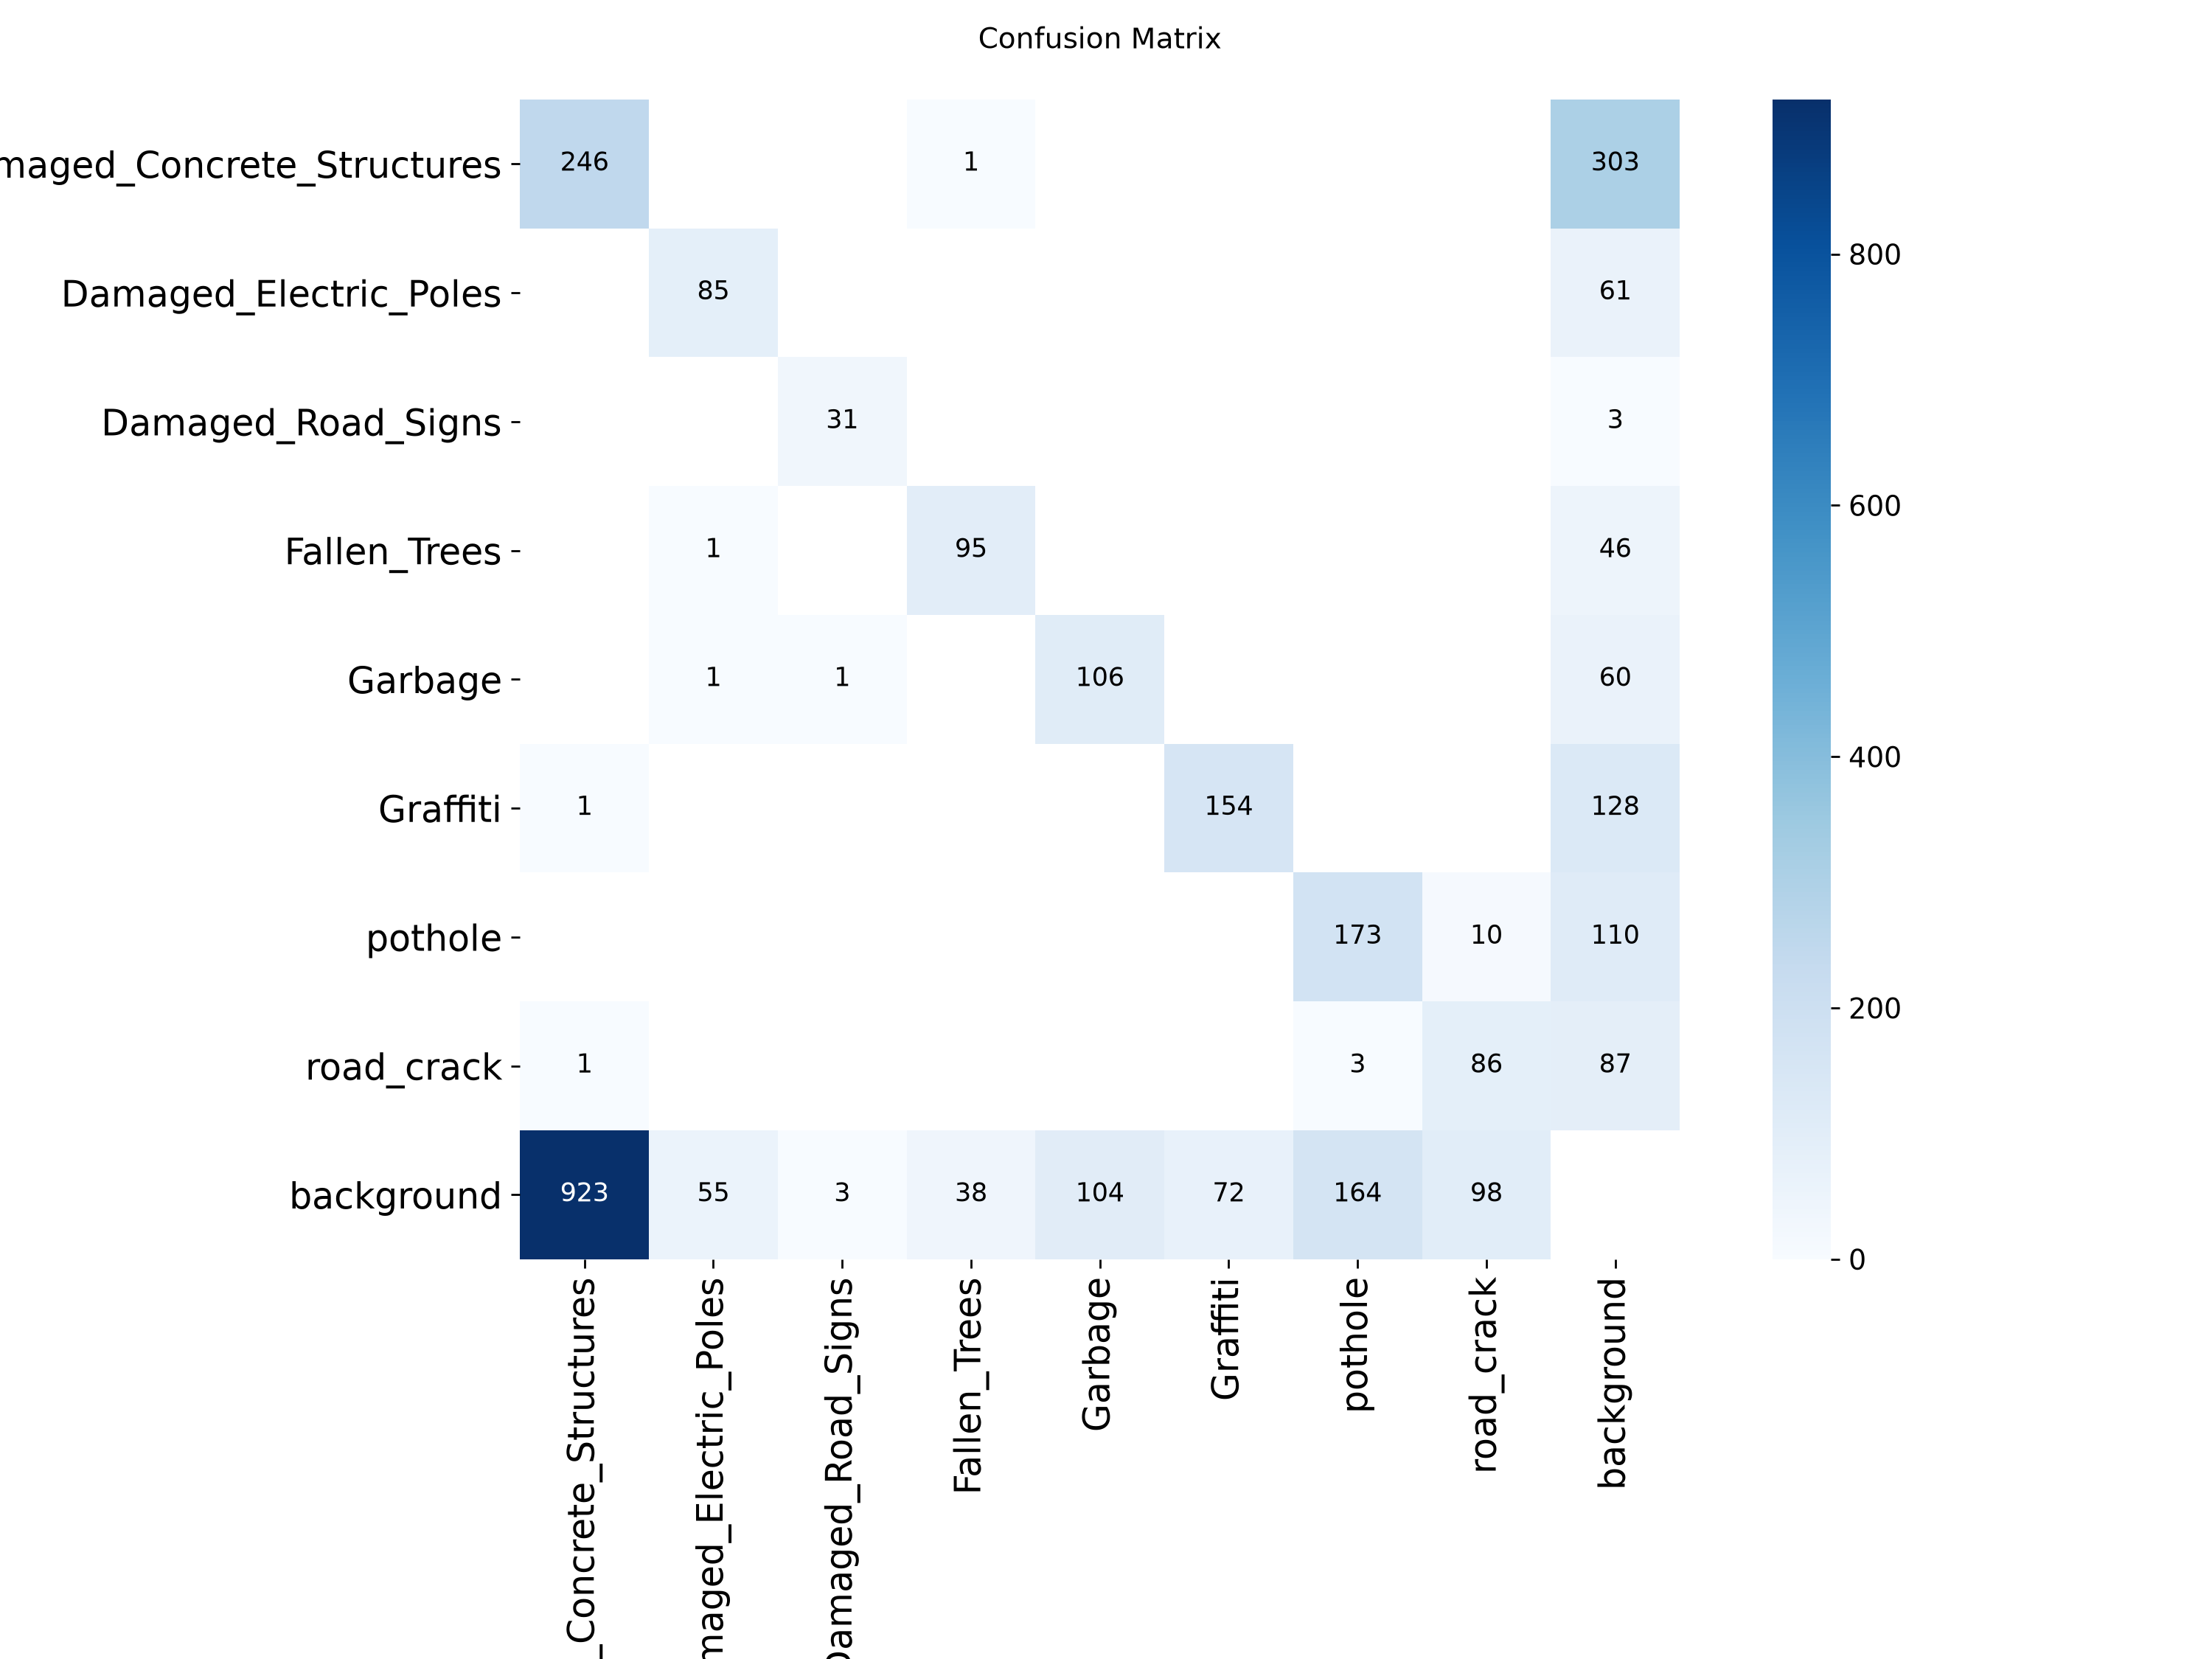 Confusion Matrix
maged_Concrete_Structures 246 1 303
Damaged_Electric_Poles 85 61
800
Damaged_Road_Signs 31 3
600
Fallen_Trees 1 95 46
Garbage 1 1 106 60
400
Graffiti 1 154 128
pothole 173 10 110
200
road_crack 1 3 86 87
background 923 55 3 38 104 72 164 98
0
_Concrete_Structures
maged_Electric_Poles
Damaged_Road_Signs
Fallen_Trees
Garbage
Graffiti
pothole
road_crack
background